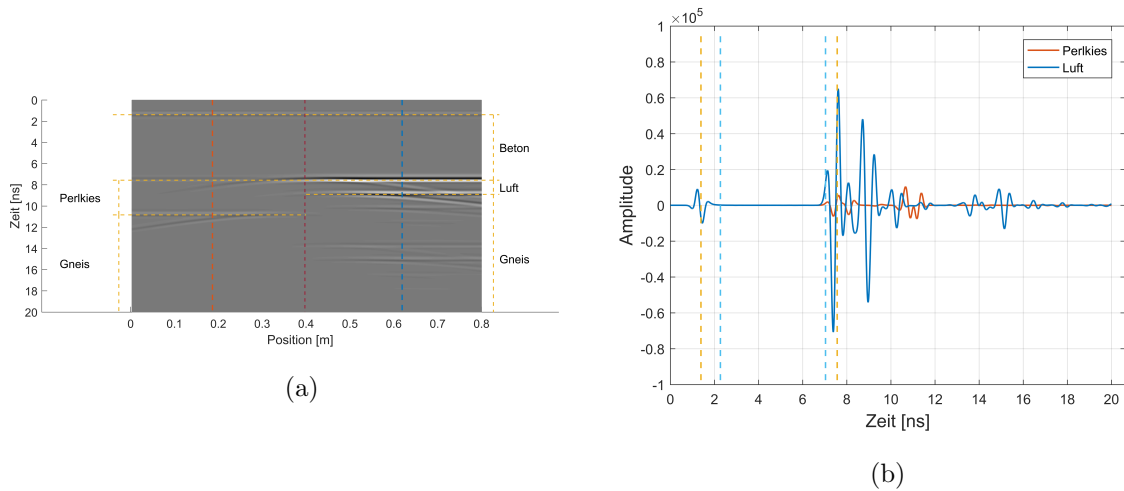 0
2
4
6
8
10
12
14
16
18
20
Zeit [ns]
Perlkies
Gneis
Beton
Luft
Gneis
0 0.1 0.2 0.3 0.4 0.5 0.6 0.7 0.8
Position [m]
(a)
×10⁵
1
0.8
0.6
0.4
0.2
0
-0.2
-0.4
-0.6
-0.8
-1
Amplitude
Perlkies
Luft
0 2 4 6 8 10 12 14 16 18 20
Zeit [ns]
(b)